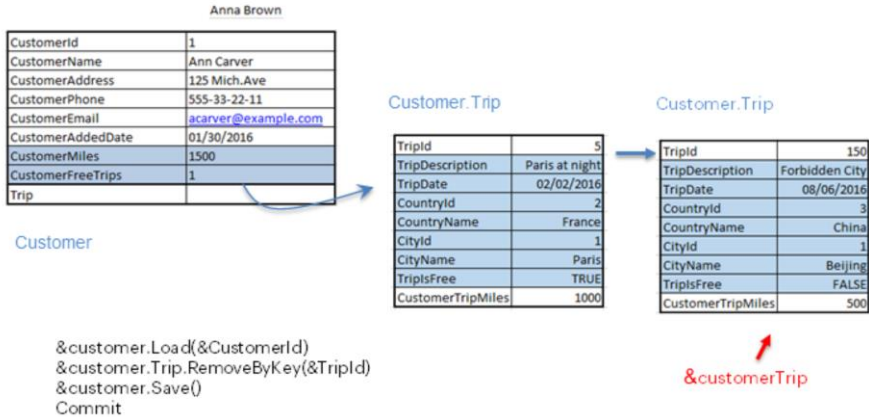 Anna Brown
CustomerId 1
CustomerName Ann Carver
CustomerAddress 125 Mich.Ave
CustomerPhone 555-33-22-11
CustomerEmail acarver@example.com
CustomerAddedDate 01/30/2016
CustomerMiles 1500
CustomerFreeTrips 1
Trip
Customer
Customer.Trip
TripId 5
TripDescription Paris at night
TripDate 02/02/2016
CountryId 2
CountryName France
CityId 1
CityName Paris
TripIsFree TRUE
CustomerTripMiles 1000
Customer.Trip
TripId 150
TripDescription Forbidden City
TripDate 08/06/2016
CountryId 3
CountryName China
CityId 1
CityName Beijing
TripIsFree FALSE
CustomerTripMiles 500
&customerTrip
&customer.Load(&CustomerId)
&customer.Trip.RemoveByKey(&TripId)
&customer.Save()
Commit